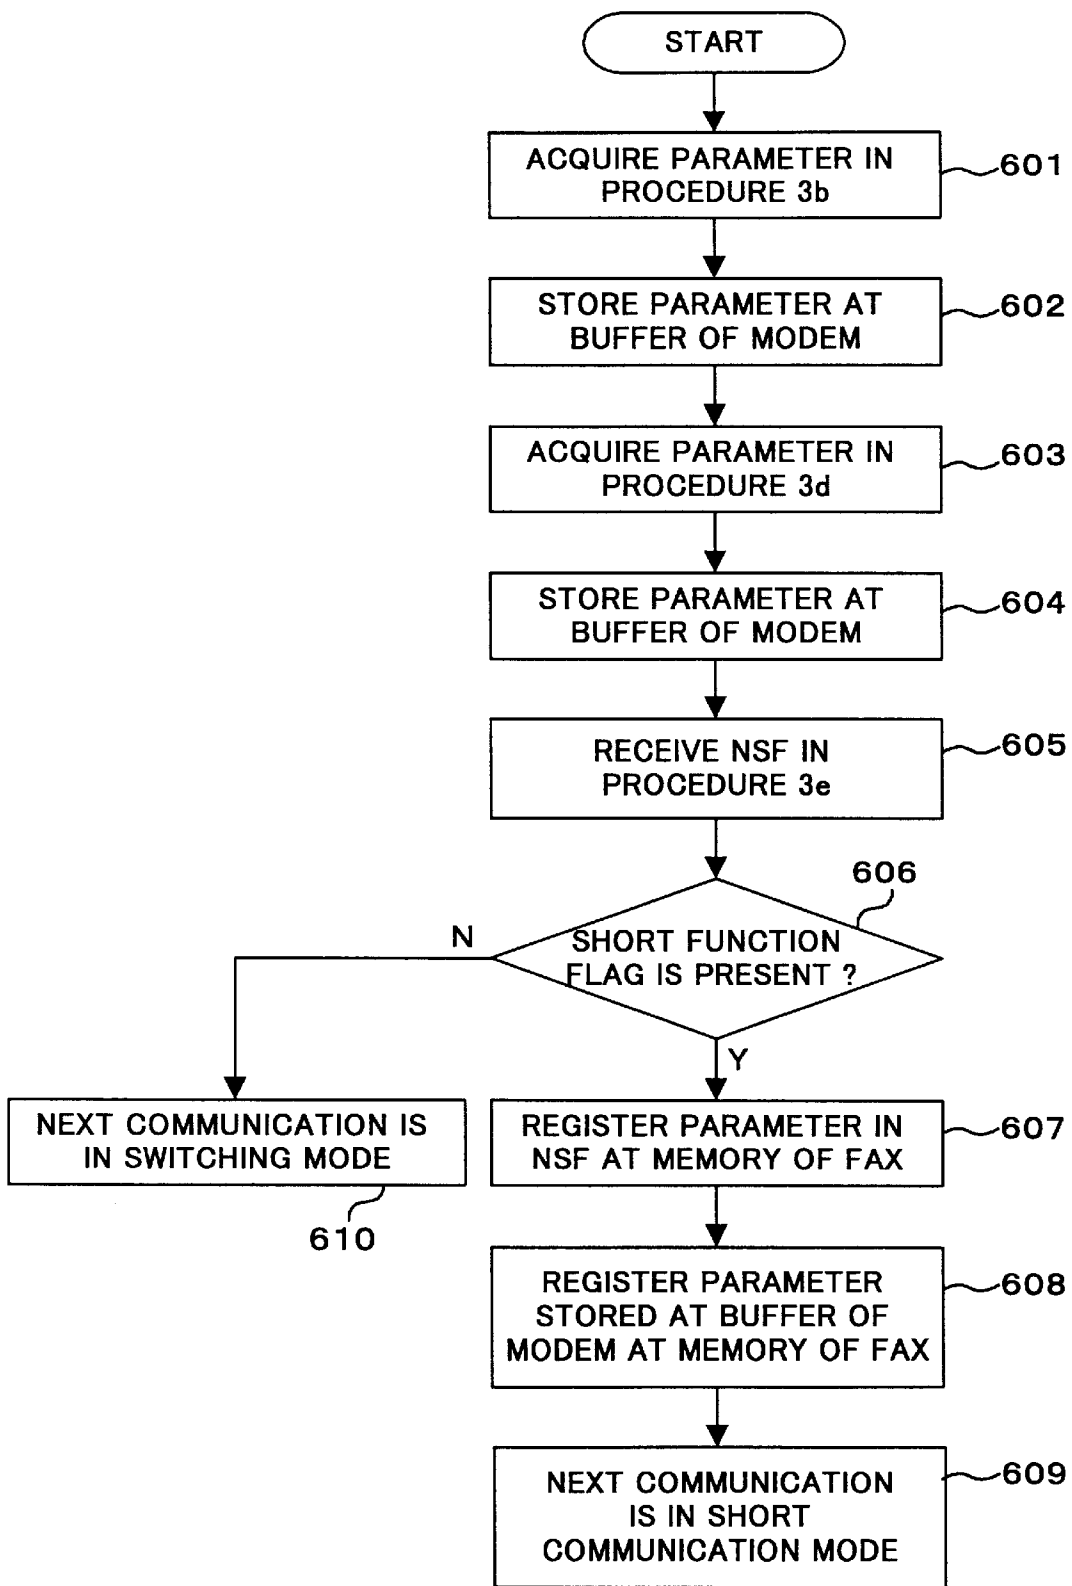 START
ACQUIRE PARAMETER IN
PROCEDURE 3b
601
STORE PARAMETER AT
BUFFER OF MODEM
602
ACQUIRE PARAMETER IN
PROCEDURE 3d
603
STORE PARAMETER AT
BUFFER OF MODEM
604
RECEIVE NSF IN
PROCEDURE 3e
605
606
SHORT FUNCTION
FLAG IS PRESENT ?
N
Y
NEXT COMMUNICATION IS
IN SWITCHING MODE
610
REGISTER PARAMETER IN
NSF AT MEMORY OF FAX
607
REGISTER PARAMETER
STORED AT BUFFER OF
MODEM AT MEMORY OF FAX
608
NEXT COMMUNICATION
IS IN SHORT
COMMUNICATION MODE
609